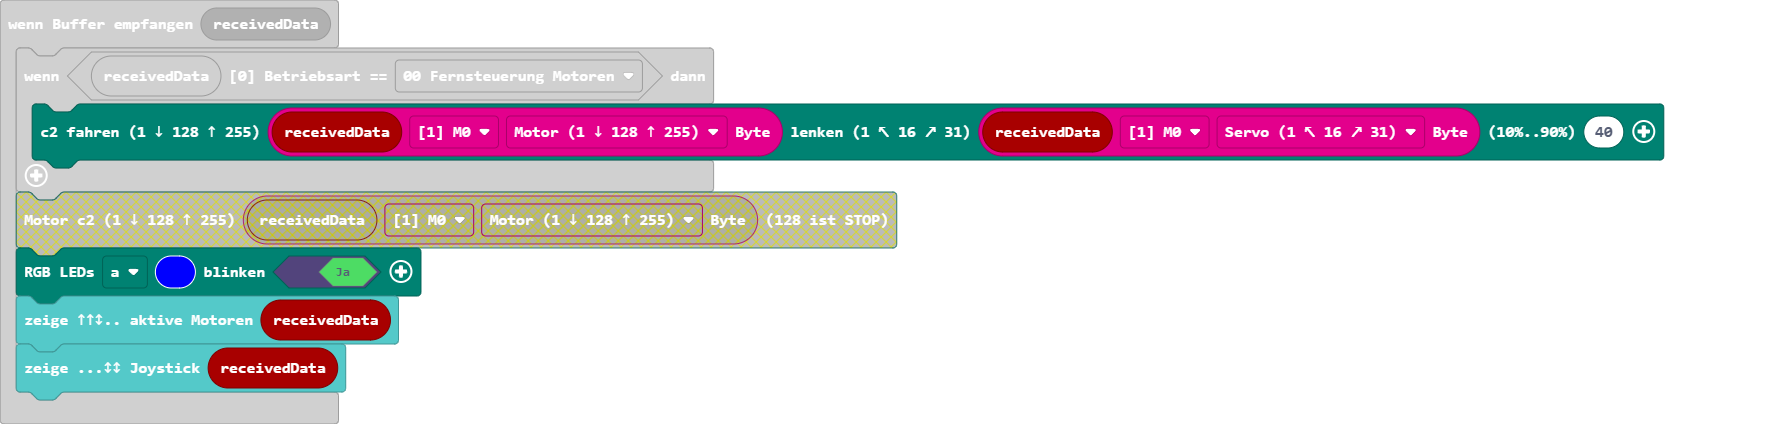 wenn Buffer empfangen receivedData
wenn receivedData [0] Betriebsart == 00 Fernsteuerung Motoren dann
c2 fahren (1 ↓ 128 ↑ 255) receivedData [1] M0 Motor (1 ↓ 128 ↑ 255) Byte lenken (1 ↖ 16 ↗ 31) receivedData [1] M0 Servo (1 ↖ 16 ↗ 31) Byte (10%..90%) 40
Motor c2 (1 ↓ 128 ↑ 255) receivedData [1] M0 Motor (1 ↓ 128 ↑ 255) Byte (128 ist STOP)
RGB LEDs a blinken Ja
zeige ↑↑↕.. aktive Motoren receivedData
zeige ...↕↕ Joystick receivedData